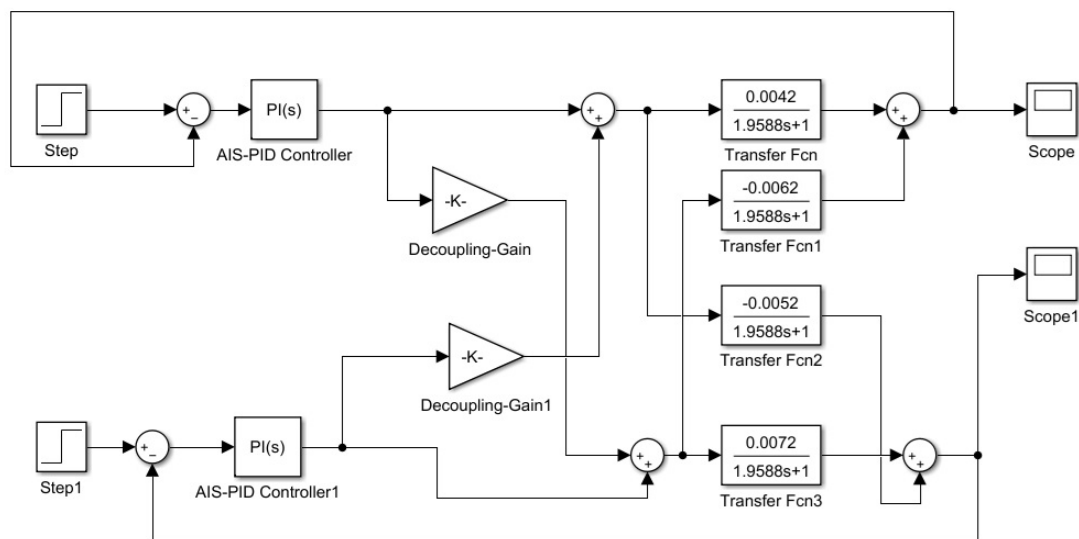 Step
+
−
PI(s)
AIS-PID Controller
+
+
0.0042
1.9588s+1
Transfer Fcn
+
+
Scope
-K-
Decoupling-Gain
-0.0062
1.9588s+1
Transfer Fcn1
Scope1
-0.0052
1.9588s+1
Transfer Fcn2
-K-
Decoupling-Gain1
Step1
+
−
PI(s)
AIS-PID Controller1
+
+
0.0072
1.9588s+1
Transfer Fcn3
+
+